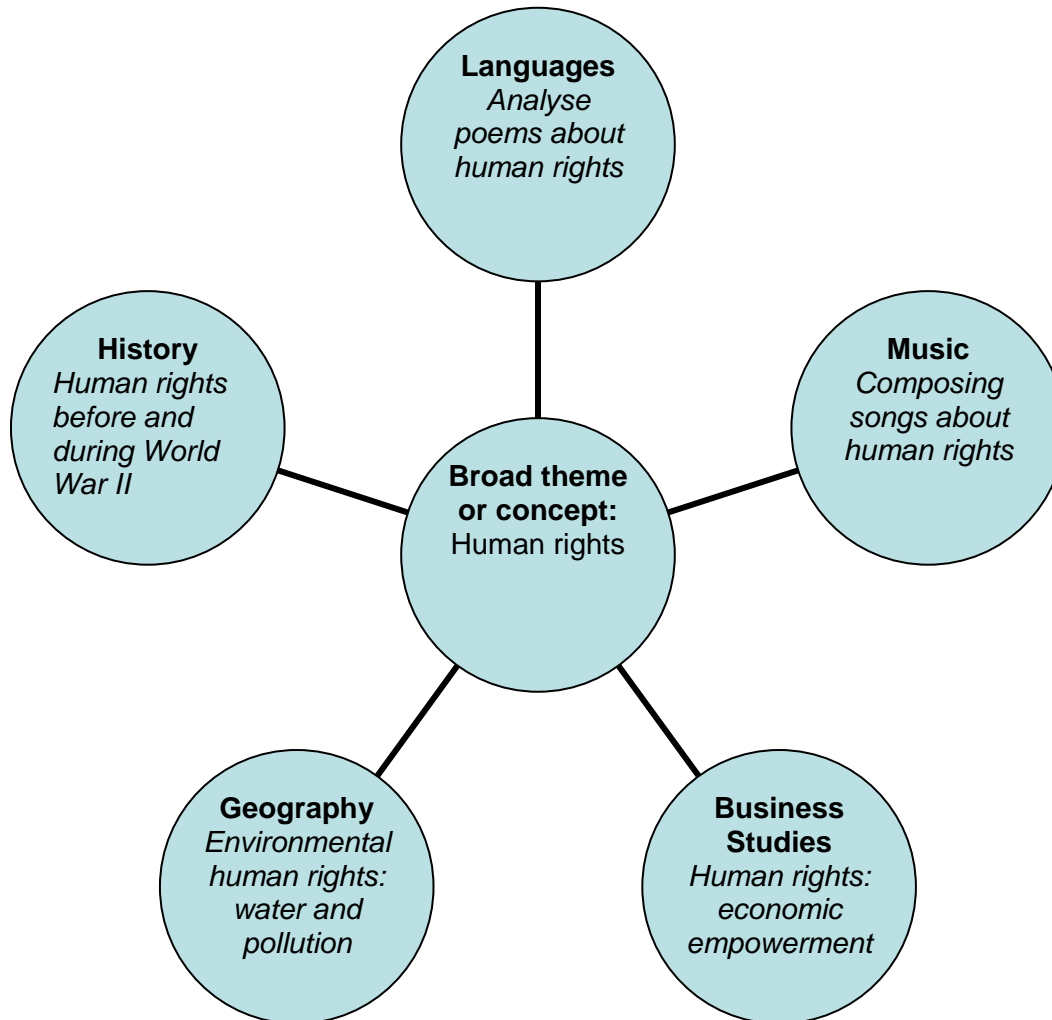 Languages
Analyse
poems about
human rights
History
Human rights
before and
during World
War II
Music
Composing
songs about
human rights
Broad theme
or concept:
Human rights
Geography
Environmental
human rights:
water and
pollution
Business
Studies
Human rights:
economic
empowerment